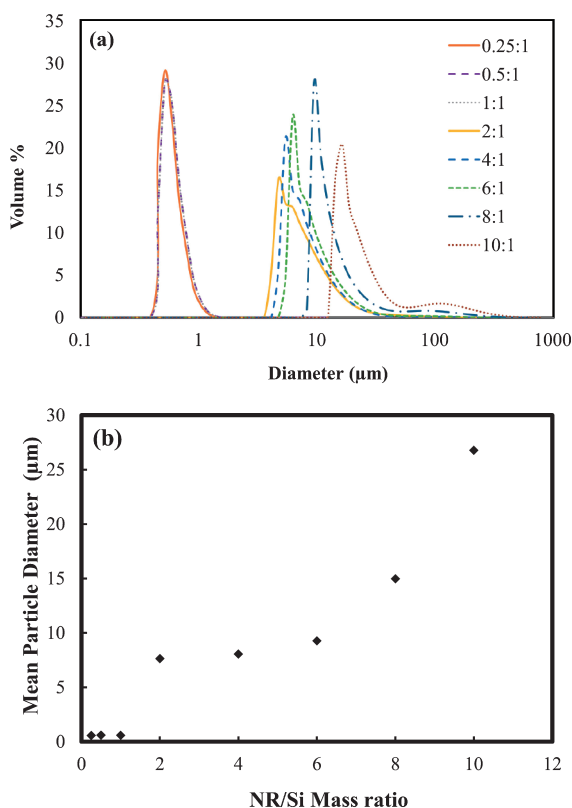 (a)
35
30
25
20
15
10
5
0
Volume %
0.1 1 10 100 1000
Diameter (µm)
0.25:1
0.5:1
1:1
2:1
4:1
6:1
8:1
10:1
(b)
30
25
20
15
10
5
0
Mean Particle Diameter (µm)
0 2 4 6 8 10 12
NR/Si Mass ratio